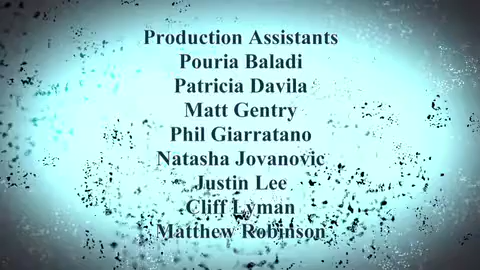 Production Assistants
Pouria Baladi
Patricia Davila
Matt Gentry
Phil Giarratano
Natasha Jovanovic
Justin Lee
Cliff Lyman
Matthew Robinson